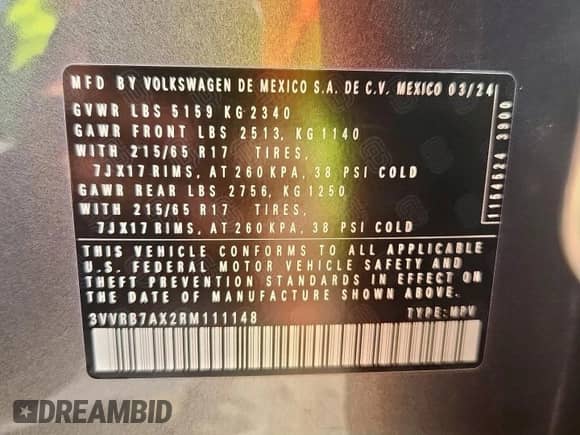 MFD BY VOLKSWAGEN DE MEXICO S.A. DE C.V. MEXICO 03/24
GVWR LBS 5159 KG 2340
GAWR FRONT LBS 2513, KG 1140
WITH 215/65 R17 TIRES,
7JX17 RIMS, AT 260 KPA, 38 PSI COLD
GAWR REAR LBS 2756, KG 1250
WITH 215/65 R17 TIRES,
7JX17 RIMS, AT 260 KPA, 38 PSI COLD
1154524 3900
THIS VEHICLE CONFORMS TO ALL APPLICABLE
U.S. FEDERAL MOTOR VEHICLE SAFETY AND
THEFT PREVENTION STANDARDS IN EFFECT ON
THE DATE OF MANUFACTURE SHOWN ABOVE.
3VVRB7AX2RM111148 TYPE: MPV
DREAMBID